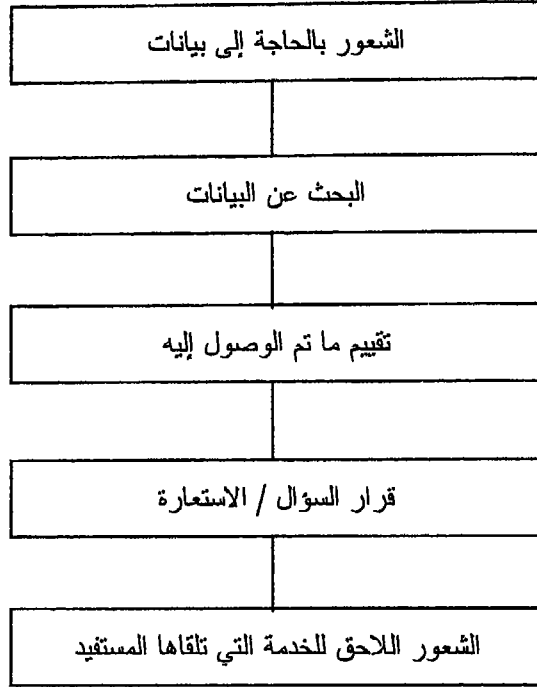 الشعور بالحاجة إلى بيانات
البحث عن البيانات
تقييم ما تم الوصول إليه
قرار السؤال / الاستعارة
الشعور اللاحق للخدمة التي تلقاها المستفيد